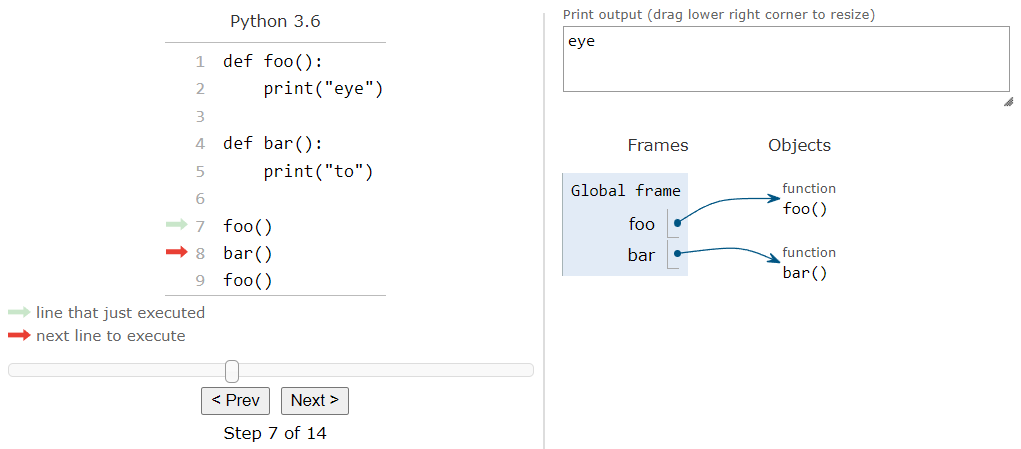 Python 3.6
1 def foo():
2     print("eye")
3
4 def bar():
5     print("to")
6
7 foo()
8 bar()
9 foo()
line that just executed
next line to execute
< Prev Next >
Step 7 of 14
Print output (drag lower right corner to resize)
eye
Frames Objects
Global frame
foo
bar
function
foo()
function
bar()